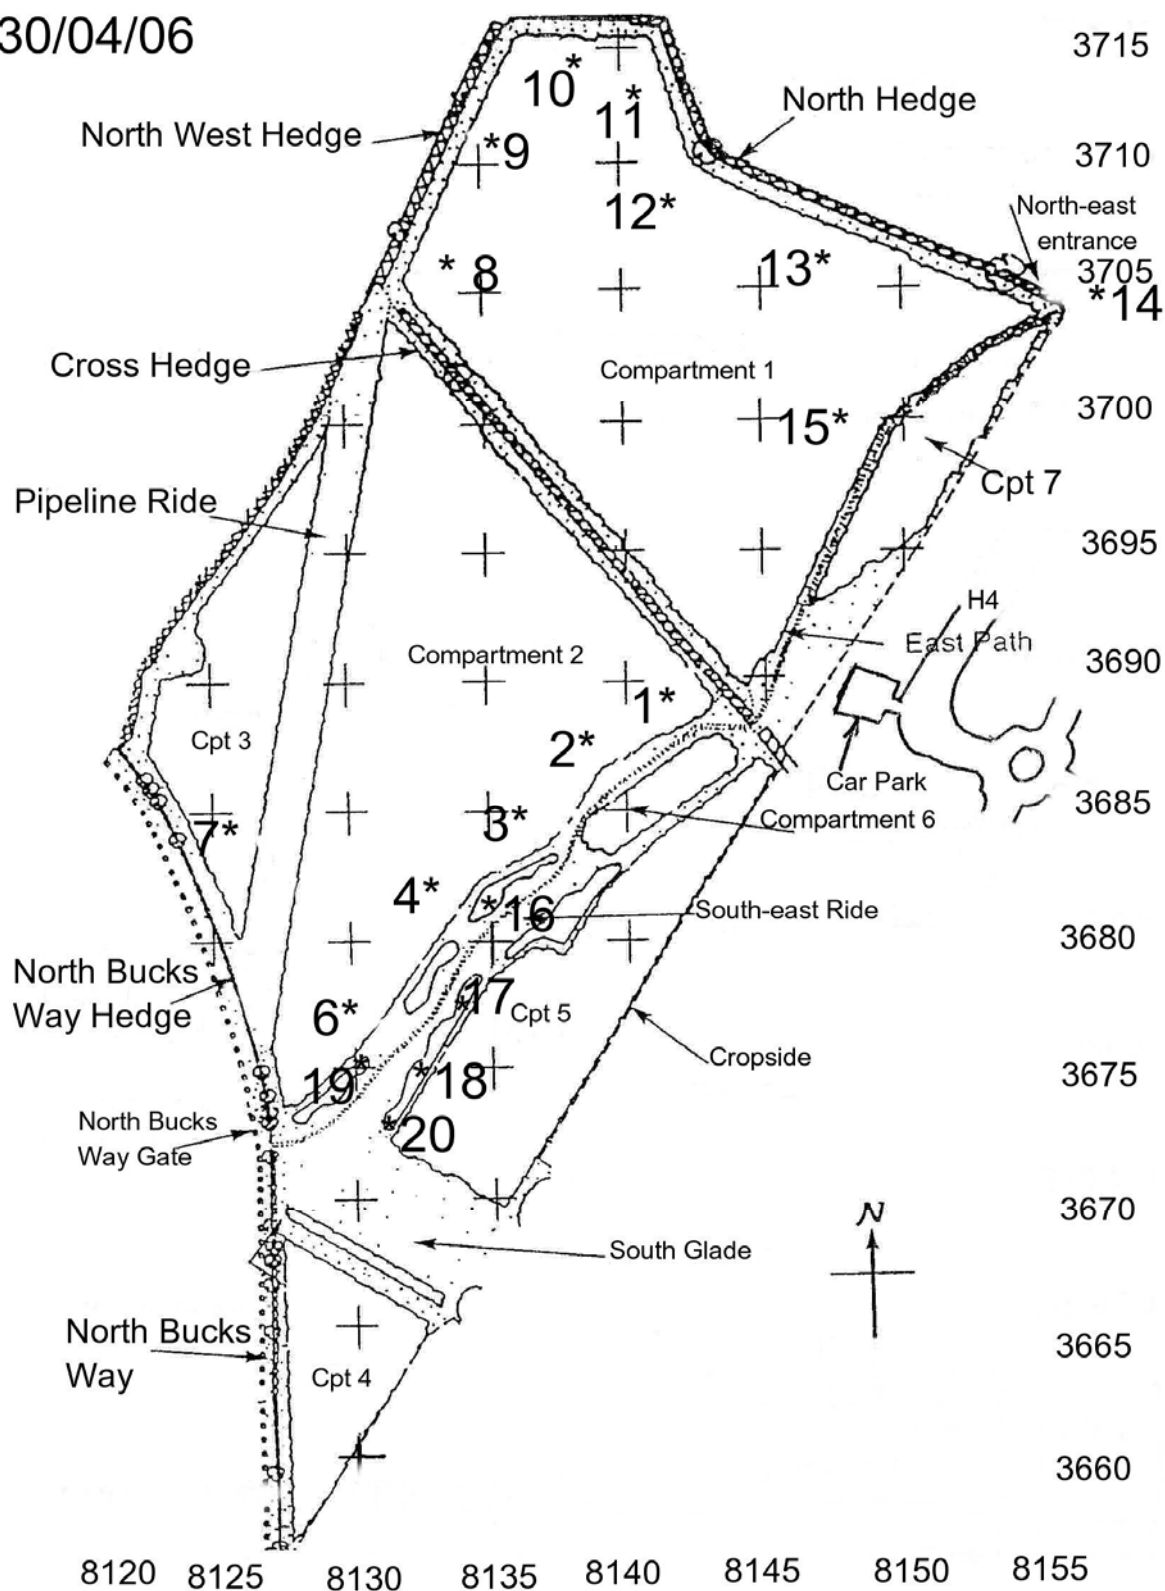 30/04/06
3715
10*
*
11
North Hedge
North West Hedge
*9
3710
12*
North-east
entrance
* 8
13*
3705
*14
Cross Hedge
Compartment 1
3700
15*
Cpt 7
Pipeline Ride
3695
H4
East Path
Compartment 2
3690
1*
Cpt 3
2*
Car Park
3685
7*
3*
Compartment 6
4*
* 16
South-east Ride
3680
North Bucks
Way Hedge
*17
6*
Cpt 5
Cropside
19*
*18
3675
North Bucks
Way Gate
*20
3670
N
South Glade
North Bucks
Way
3665
Cpt 4
3660
8120 8125 8130 8135 8140 8145 8150 8155